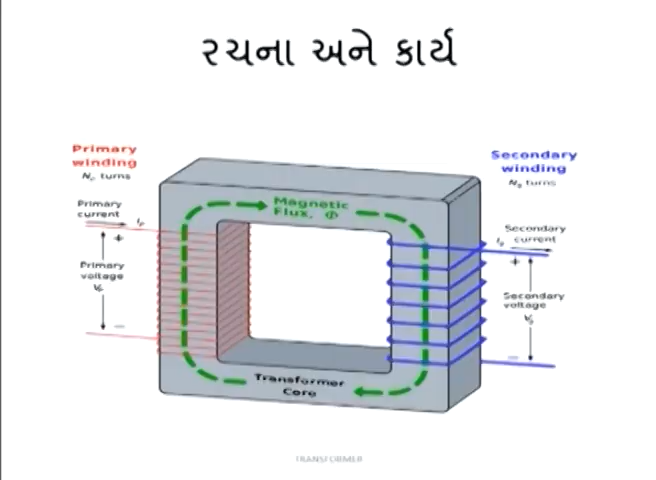 રચના અને કાર્ય
Primary
winding
Nₚ turns
Primary
current
Iₚ
+
Primary
voltage
Vₚ
−
Magnetic
Flux, Φ
Transformer
Core
Secondary
winding
Nₛ turns
Secondary
Iₛ current
+
Secondary
voltage
Vₛ
−
TRANSFORMER